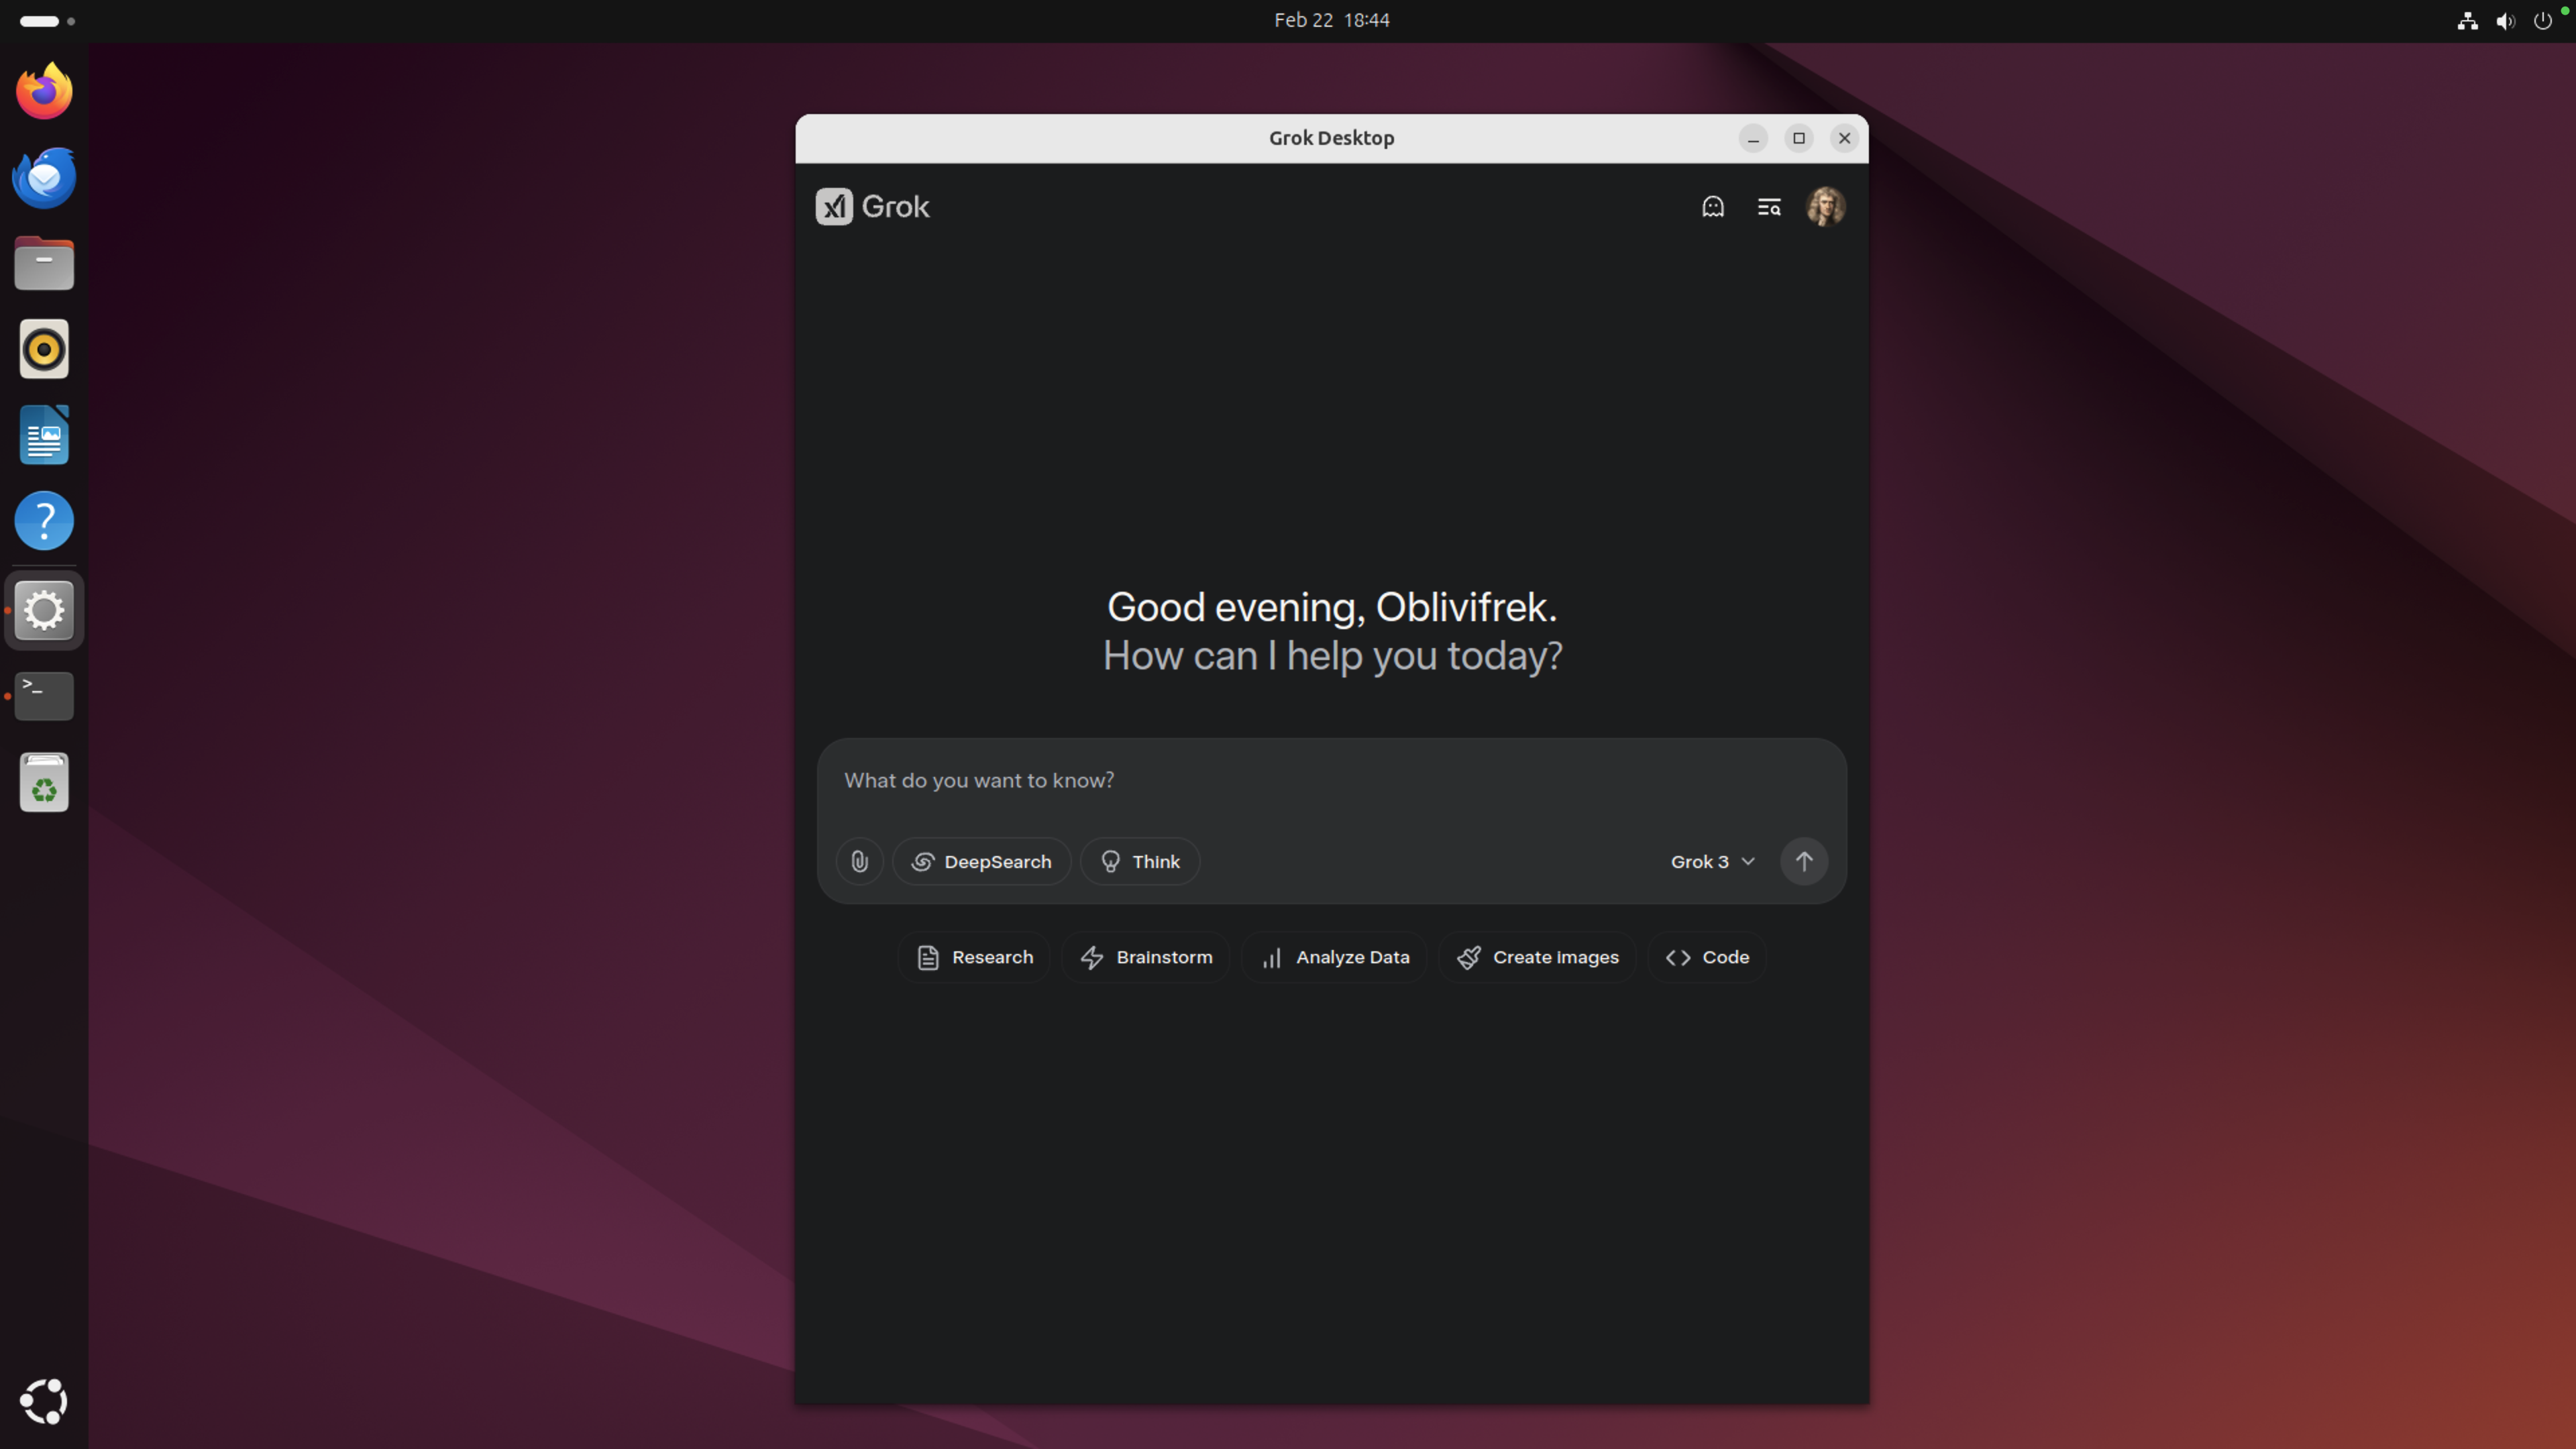 Feb 22 18:44
Grok Desktop
Grok
Good evening, Oblivifrek.
How can I help you today?
What do you want to know?
DeepSearch Think Grok 3
Research Brainstorm Analyze Data Create Images Code